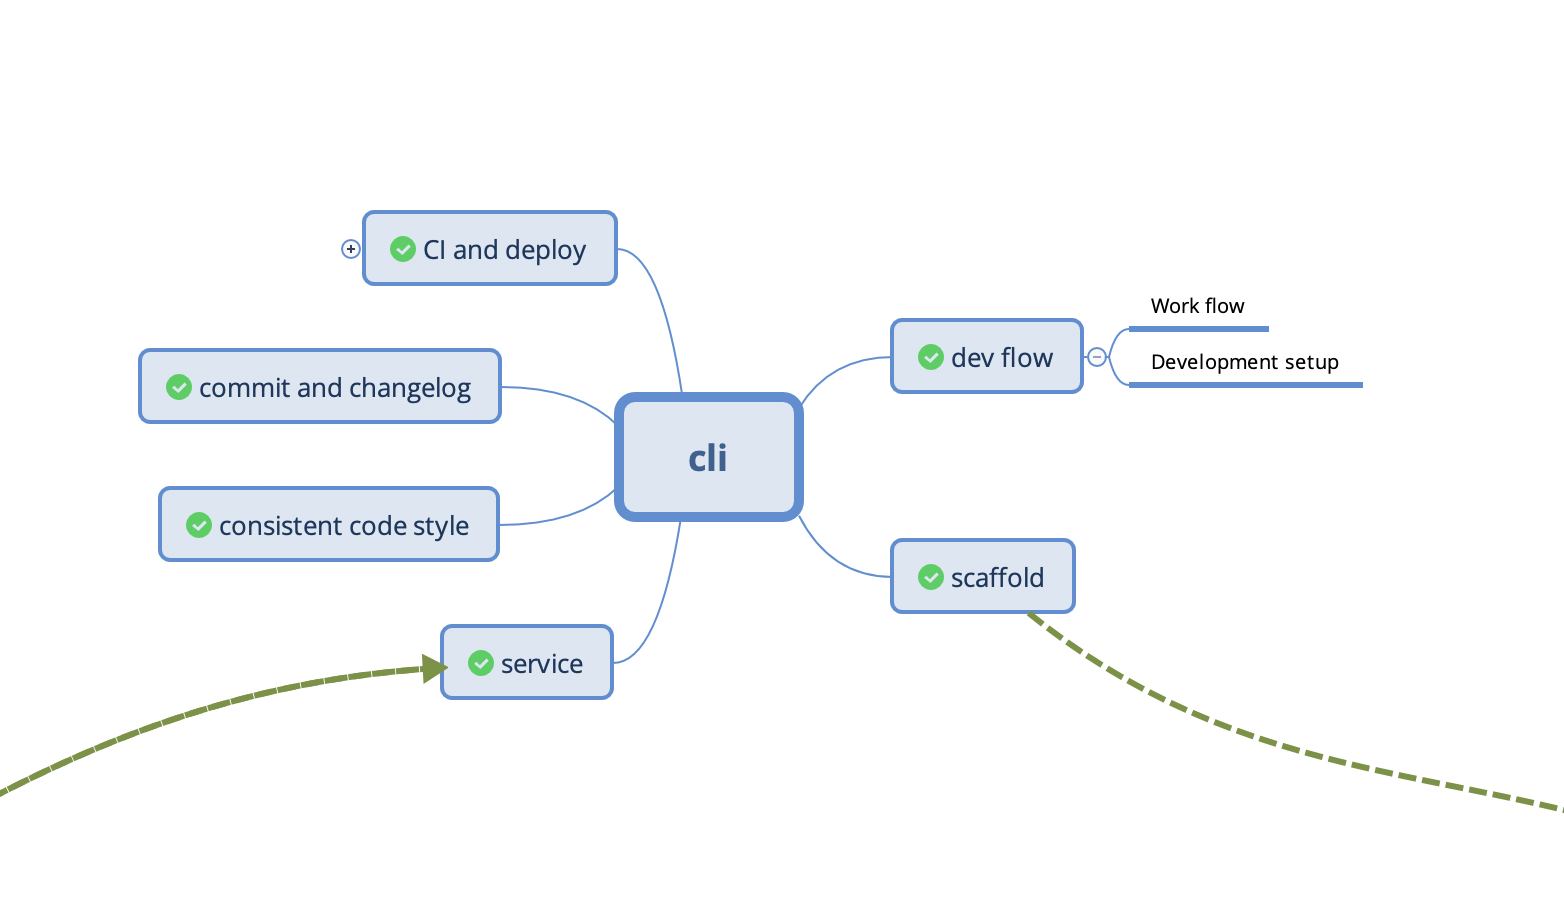 CI and deploy
commit and changelog
consistent code style
service
cli
dev flow
Work flow
Development setup
scaffold